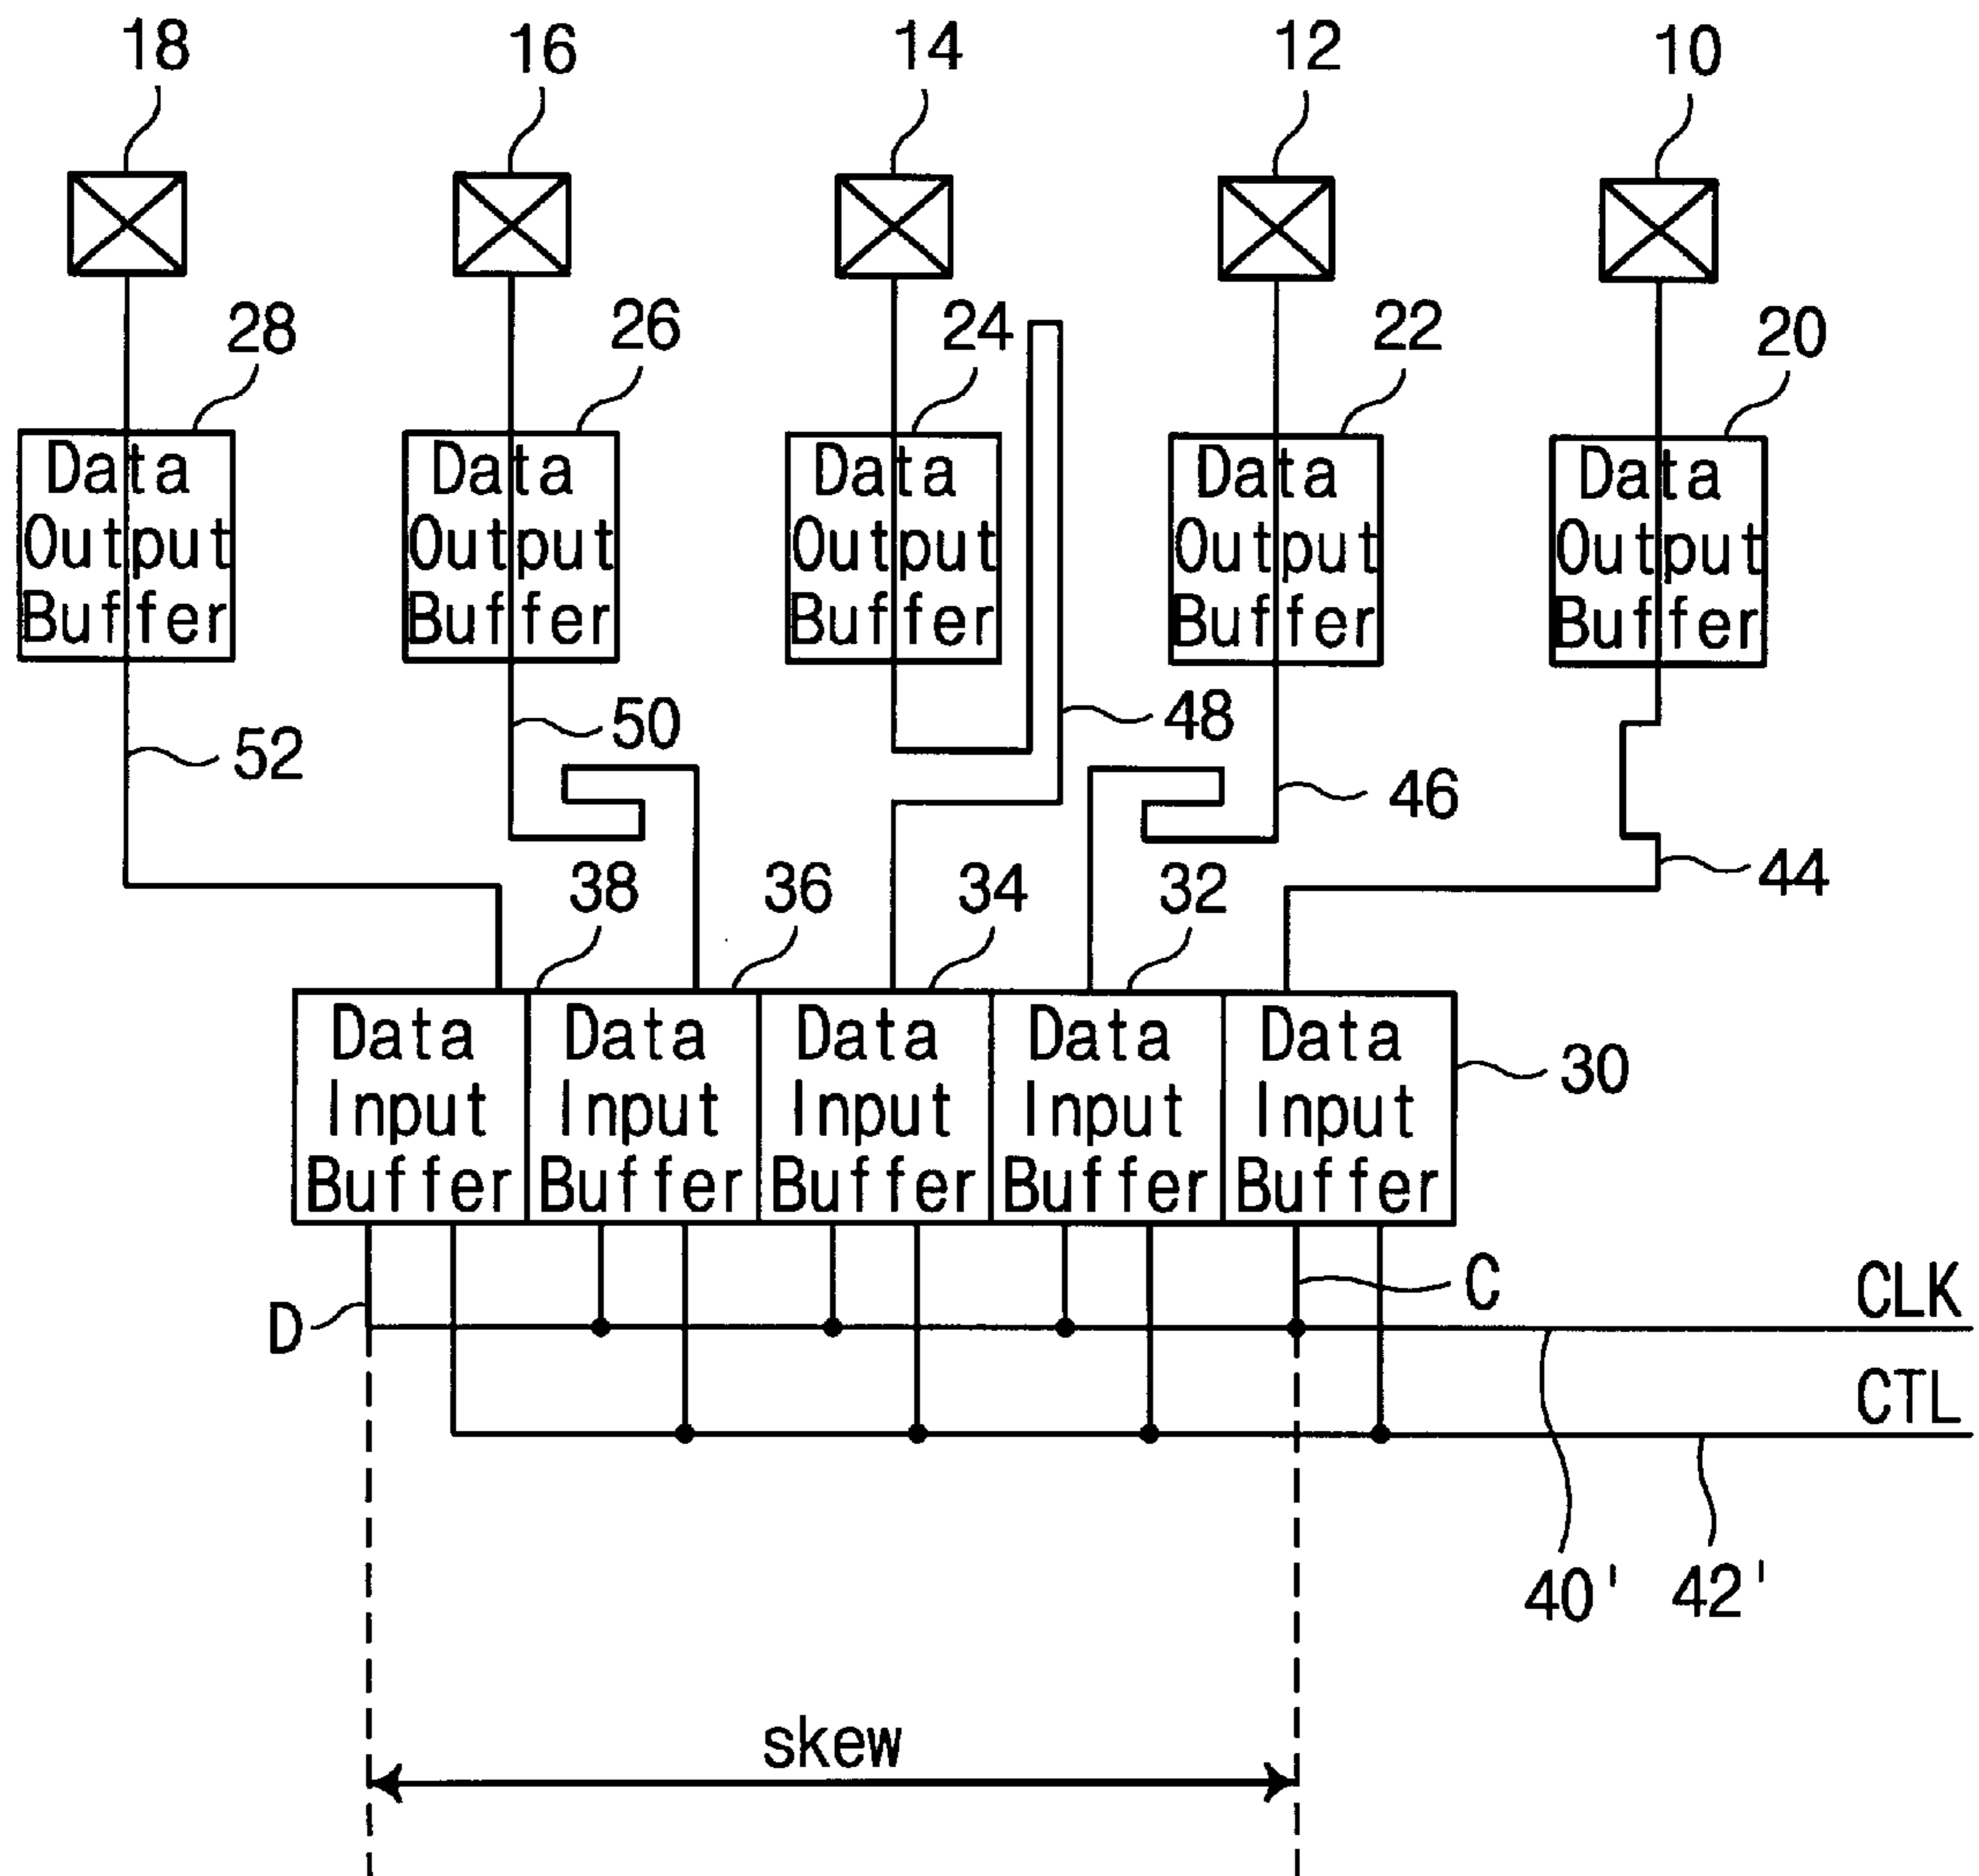 18 16 14 12 10
28 26 24 22 20
Data Data Data Data Data
Output Output Output Output Output
Buffer Buffer Buffer Buffer Buffer
52 50 48 46 44
38 36 34 32
Data Data Data Data Data
Input Input Input Input Input
Buffer Buffer Buffer Buffer Buffer
30
D C CLK
CTL
40' 42'
skew